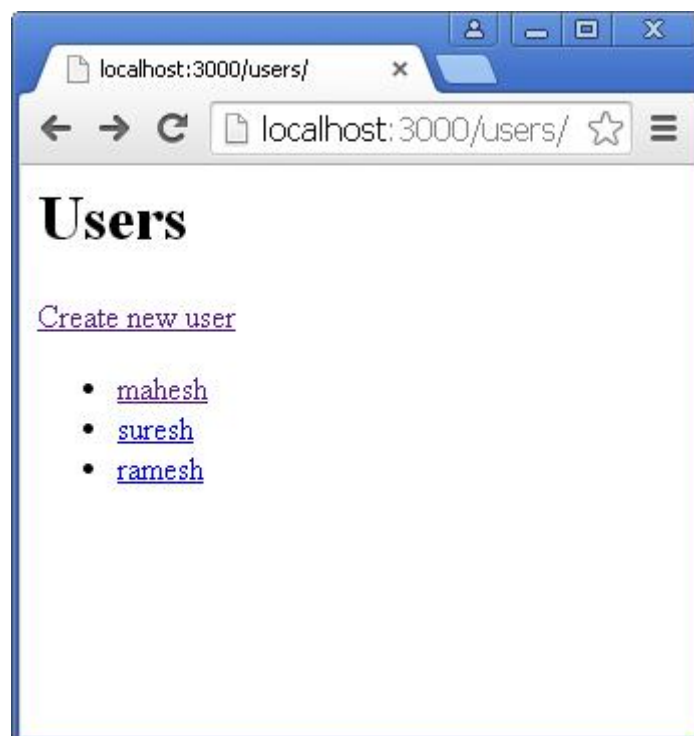 localhost:3000/users/
localhost:3000/users/
Users
Create new user
mahesh
suresh
ramesh